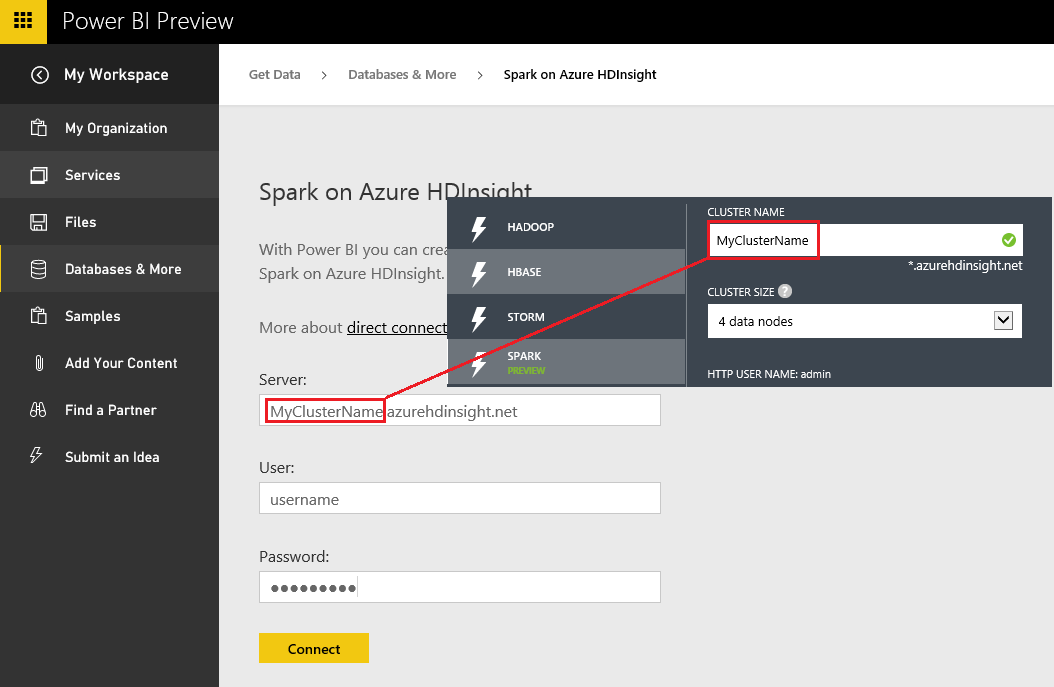 Power BI Preview
My Workspace
My Organization
Services
Files
Databases & More
Samples
Add Your Content
Find a Partner
Submit an Idea
Get Data > Databases & More > Spark on Azure HDInsight
Spark on Azure HDInsight
With Power BI you can crea
Spark on Azure HDInsight.
More about direct connect
Server:
MyClusterName.azurehdinsight.net
User:
username
Password:
●●●●●●●●●
Connect
HADOOP
HBASE
STORM
SPARK
PREVIEW
CLUSTER NAME
MyClusterName
*.azurehdinsight.net
CLUSTER SIZE ?
4 data nodes
HTTP USER NAME: admin